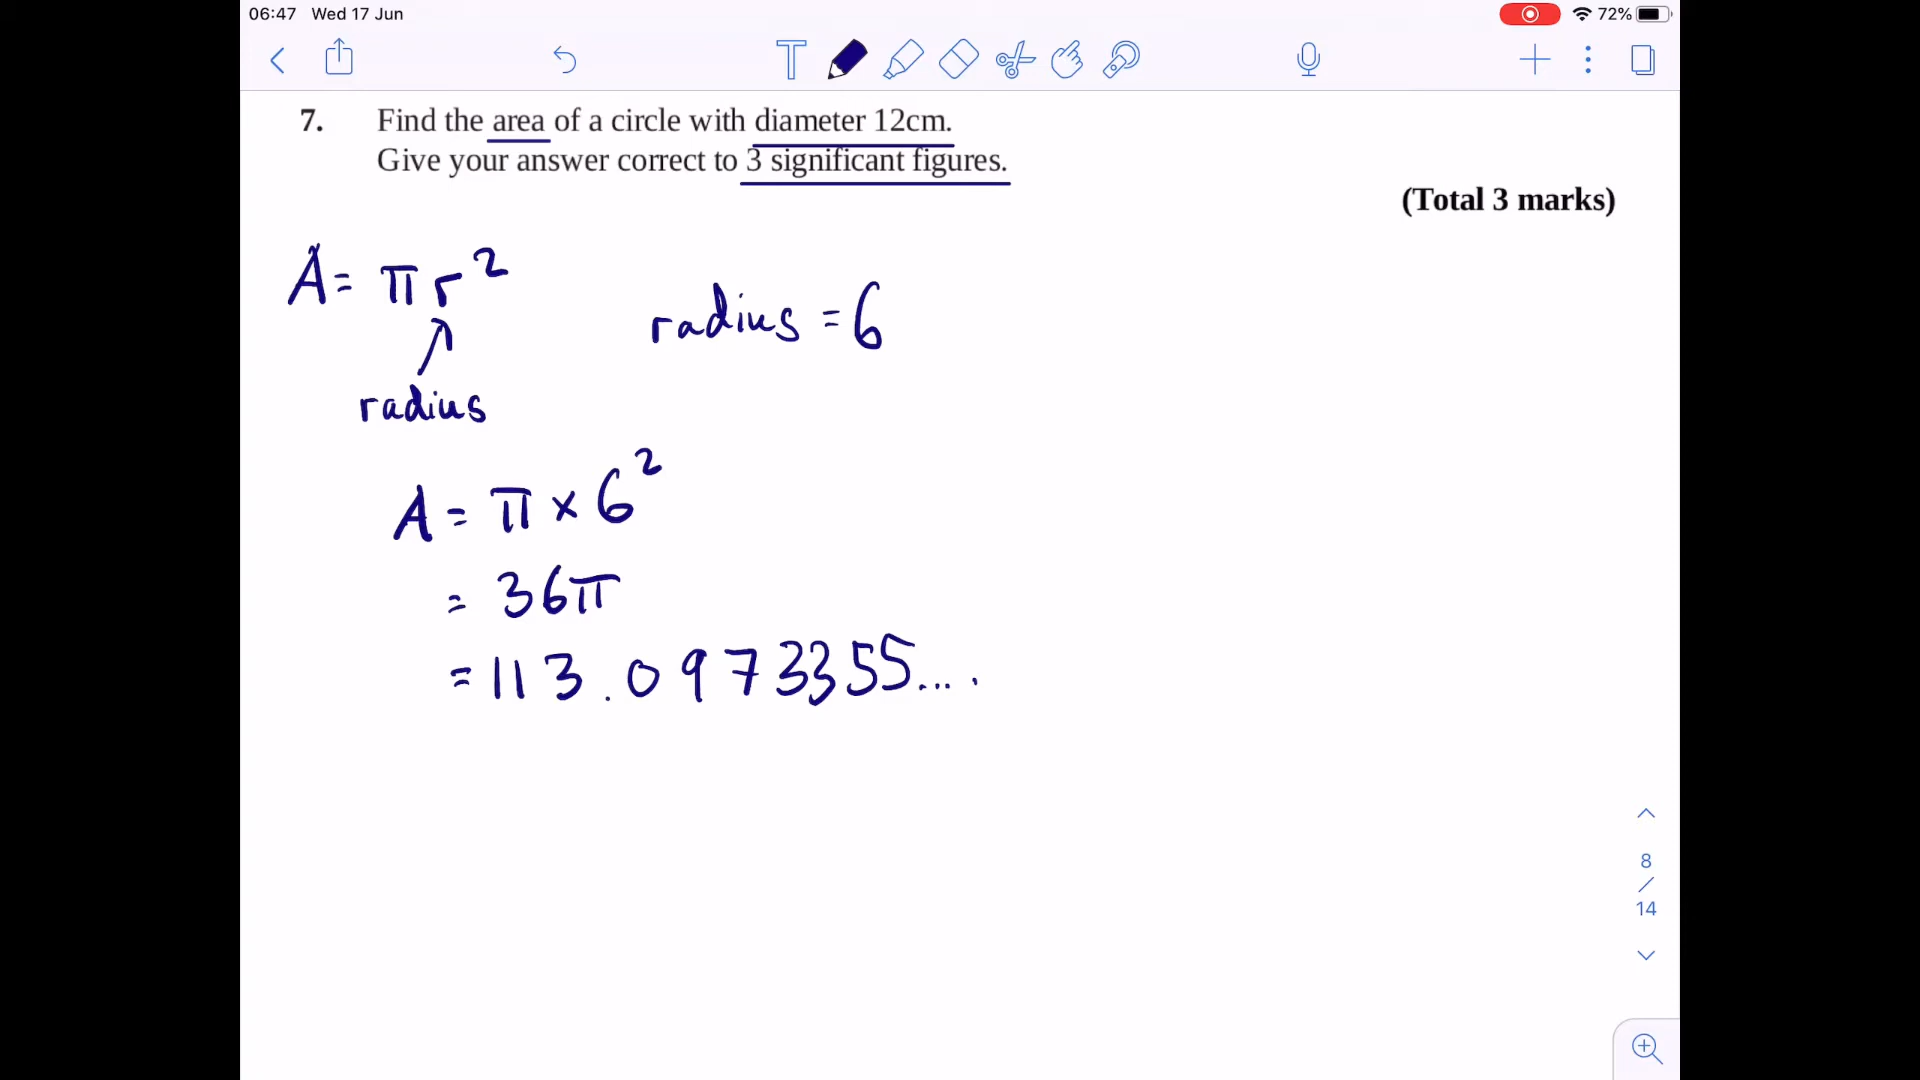 06:47 Wed 17 Jun 72%
T
7. Find the area of a circle with diameter 12cm.
Give your answer correct to 3 significant figures.
(Total 3 marks)
A = πr²
radius = 6
radius
A = π × 6²
= 36π
= 113.0973355....
8
/
14